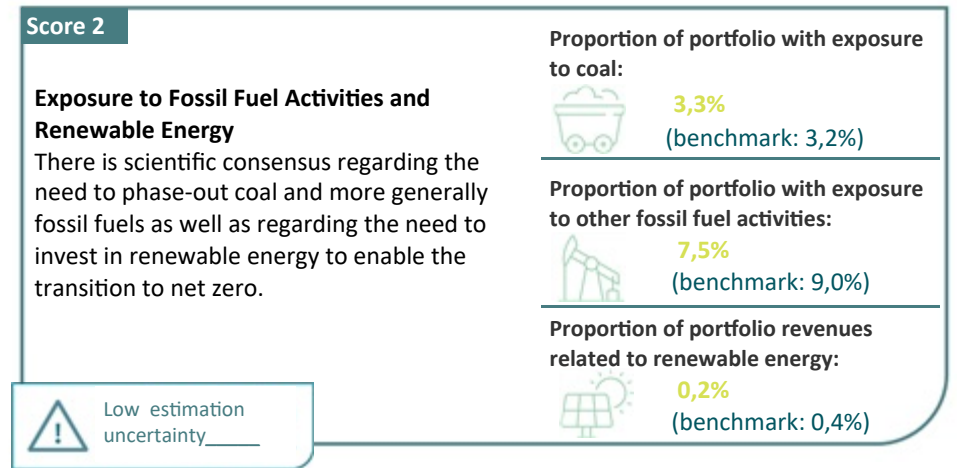 Score 2
Exposure to Fossil Fuel Activities and
Renewable Energy
There is scientific consensus regarding the
need to phase-out coal and more generally
fossil fuels as well as regarding the need to
invest in renewable energy to enable the
transition to net zero.
Low estimation
uncertainty_____
Proportion of portfolio with exposure
to coal:
3,3%
(benchmark: 3,2%)
Proportion of portfolio with exposure
to other fossil fuel activities:
7,5%
(benchmark: 9,0%)
Proportion of portfolio revenues
related to renewable energy:
0,2%
(benchmark: 0,4%)